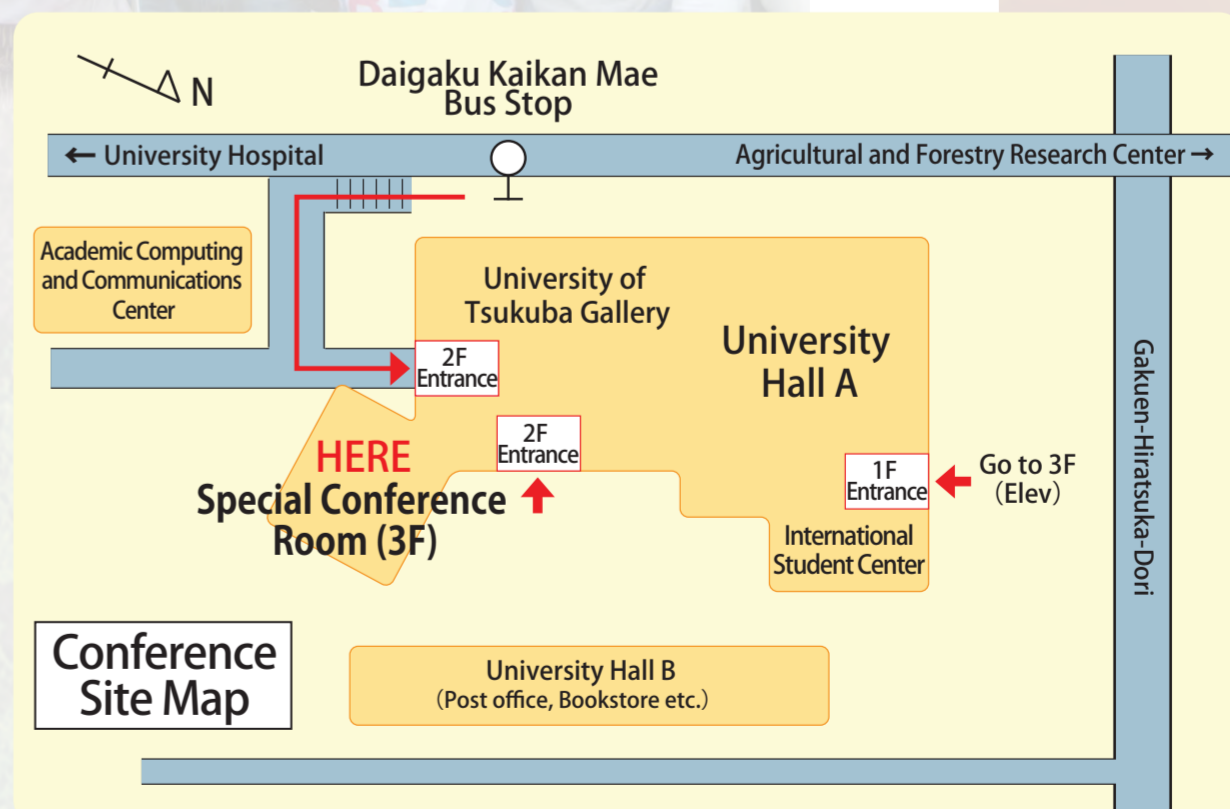 N
Daigaku Kaikan Mae
Bus Stop
← University Hospital
Agricultural and Forestry Research Center →
Academic Computing
and Communications
Center
University of
Tsukuba Gallery
University
Hall A
2F
Entrance
2F
Entrance
HERE
Special Conference
Room (3F)
1F
Entrance
Go to 3F
（Elev）
International
Student Center
Gakuen-Hiratsuka-Dori
Conference
Site Map
University Hall B
(Post office, Bookstore etc.)